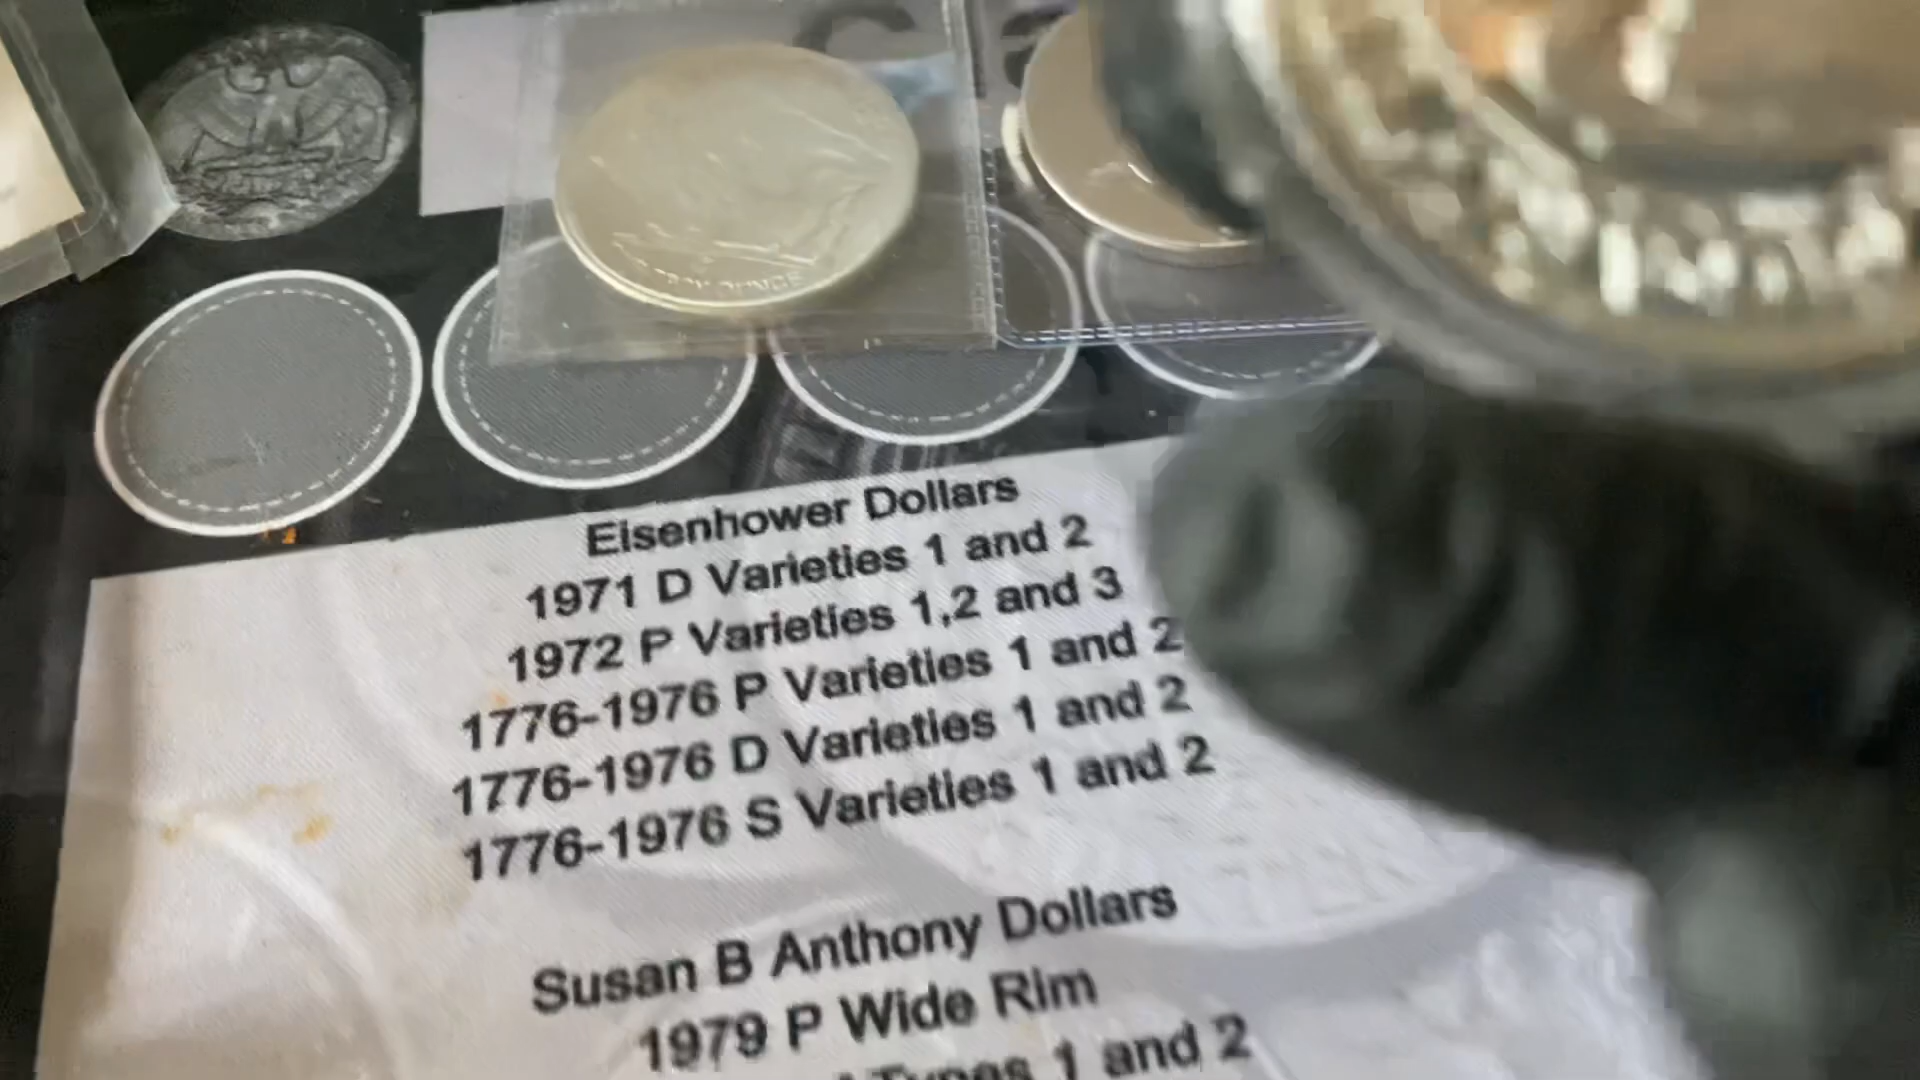 OUNCE
Eisenhower Dollars
1971 D Varieties 1 and 2
1972 P Varieties 1,2 and 3
1776-1976 P Varieties 1 and 2
1776-1976 D Varieties 1 and 2
1776-1976 S Varieties 1 and 2
Susan B Anthony Dollars
1979 P Wide Rim
Types 1 and 2